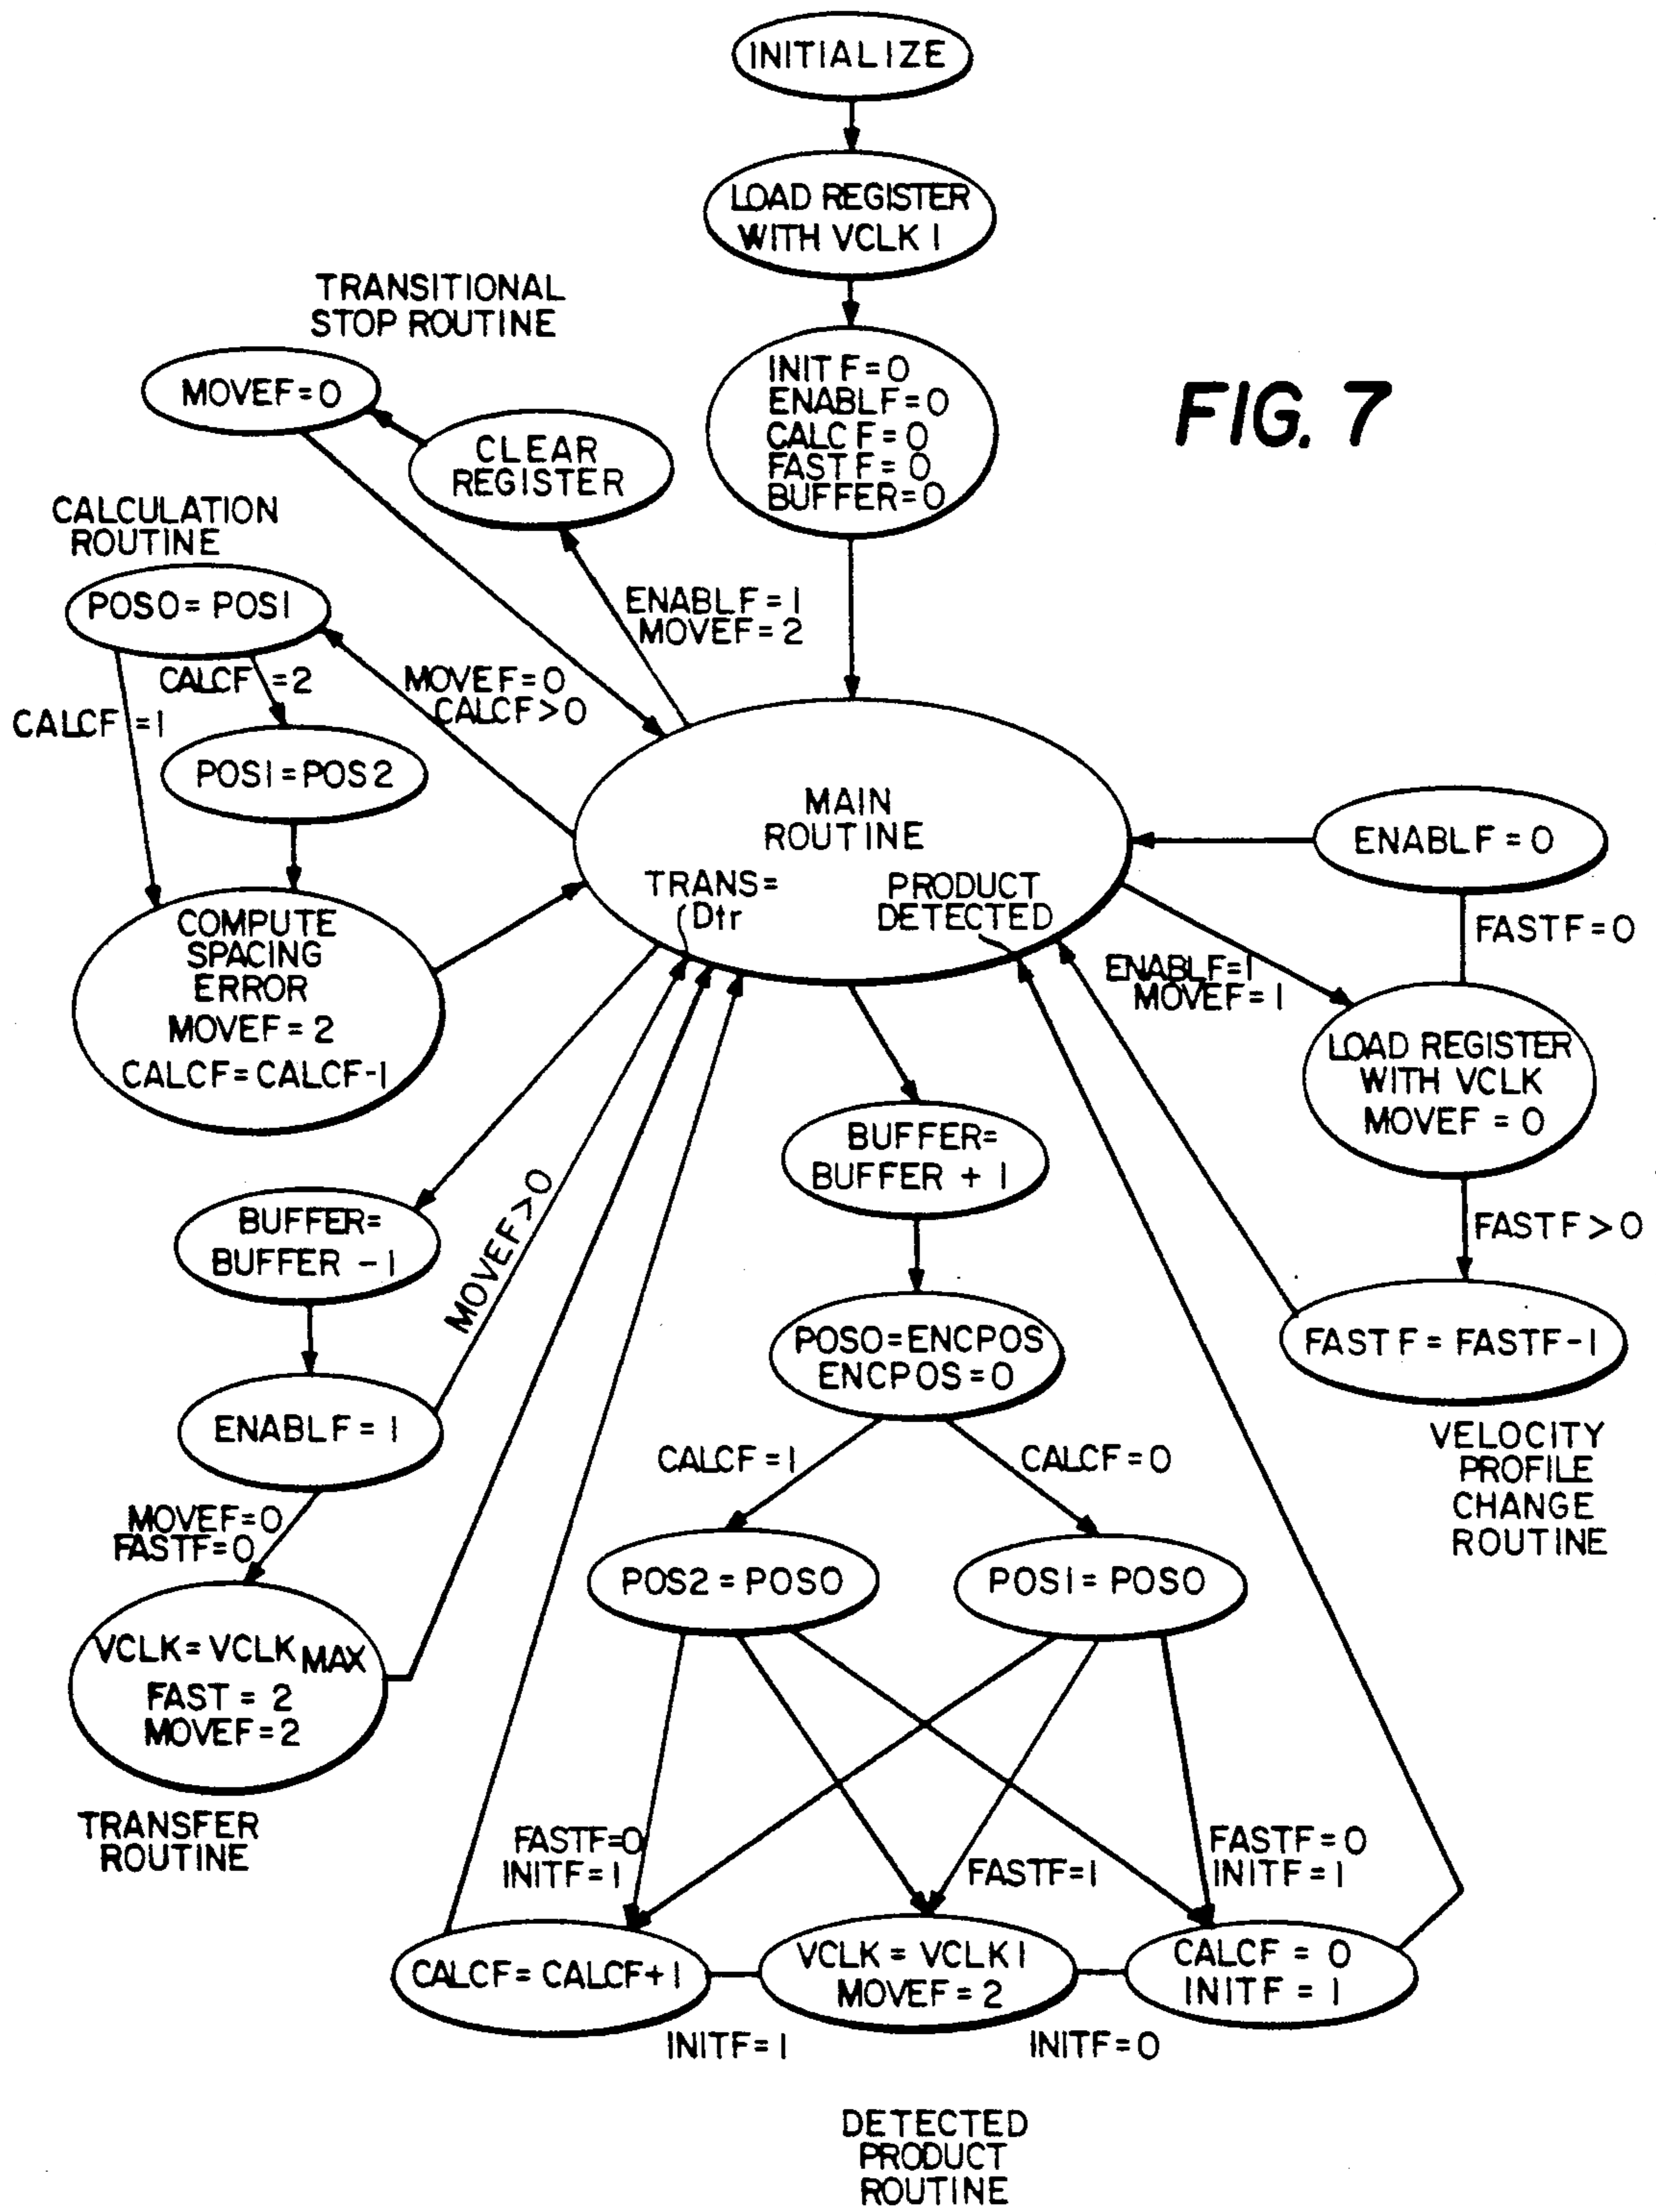 INITIALIZE
LOAD REGISTER
WITH VCLK 1
TRANSITIONAL
STOP ROUTINE
MOVEF=0
CLEAR
REGISTER
INIT F=0
ENABLF=0
CALC F=0
FAST F=0
BUFFER=0
FIG. 7
CALCULATION
ROUTINE
POS0=POS1
ENABLF=1
MOVEF=2
CALCF=2
MOVEF=0
CALCF>0
CALCF=1
POS1=POS2
MAIN
ROUTINE
TRANS=
Dtr
PRODUCT
DETECTED
ENABLF=0
FASTF=0
COMPUTE
SPACING
ERROR
MOVEF=2
CALCF=CALCF-1
ENABLF=1
MOVEF=1
LOAD REGISTER
WITH VCLK
MOVEF=0
BUFFER=
BUFFER+1
BUFFER=
BUFFER-1
MOVEF>0
FASTF>0
POS0=ENCPOS
ENCPOS=0
FASTF=FASTF-1
ENABLF=1
CALCF=1
CALCF=0
VELOCITY
PROFILE
CHANGE
ROUTINE
MOVEF=0
FASTF=0
POS2=POS0
POS1=POS0
VCLK=VCLK MAX
FAST=2
MOVEF=2
TRANSFER
ROUTINE
FASTF=0
INITF=1
FASTF=1
FASTF=0
INITF=1
CALCF=CALCF+1
VCLK=VCLK1
MOVEF=2
CALCF=0
INITF=1
INITF=1
INITF=0
DETECTED
PRODUCT
ROUTINE